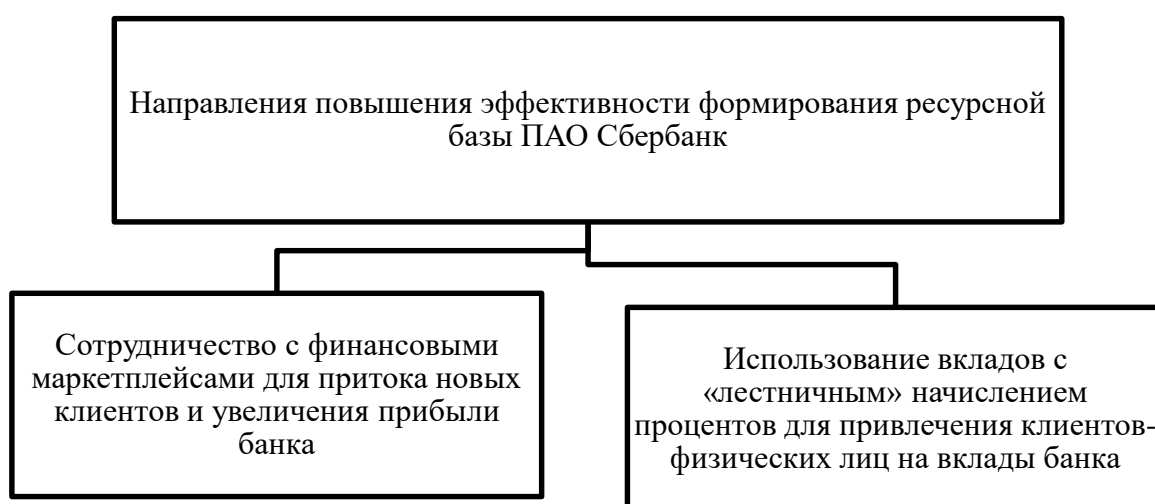 Направления повышения эффективности формирования ресурсной
базы ПАО Сбербанк
Сотрудничество с финансовыми
маркетплейсами для притока новых
клиентов и увеличения прибыли
банка
Использование вкладов с
«лестничным» начислением
процентов для привлечения клиентов-
физических лиц на вклады банка